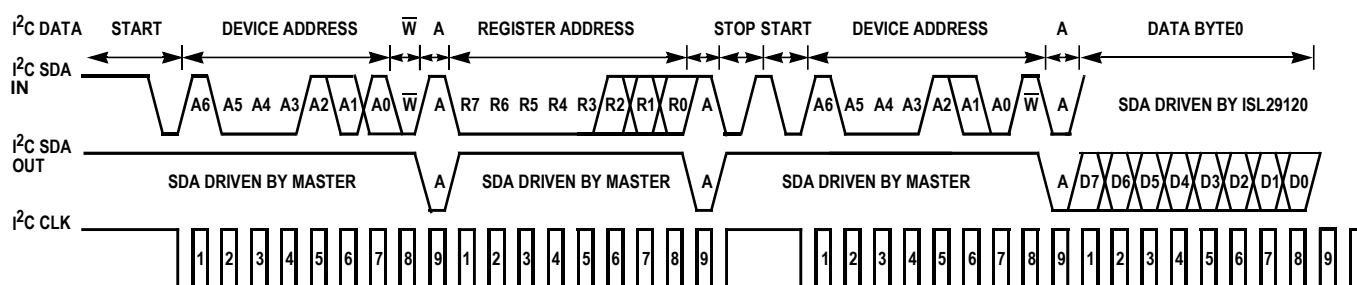 I²C DATA START DEVICE ADDRESS W̅ A REGISTER ADDRESS STOP START DEVICE ADDRESS A DATA BYTE0
I²C SDA IN A6 A5 A4 A3 A2 A1 A0 W̅ A R7 R6 R5 R4 R3 R2 R1 R0 A A6 A5 A4 A3 A2 A1 A0 W̅ A SDA DRIVEN BY ISL29120
I²C SDA OUT SDA DRIVEN BY MASTER A SDA DRIVEN BY MASTER A SDA DRIVEN BY MASTER A D7 D6 D5 D4 D3 D2 D1 D0
I²C CLK 1 2 3 4 5 6 7 8 9 1 2 3 4 5 6 7 8 9 1 2 3 4 5 6 7 8 9 1 2 3 4 5 6 7 8 9